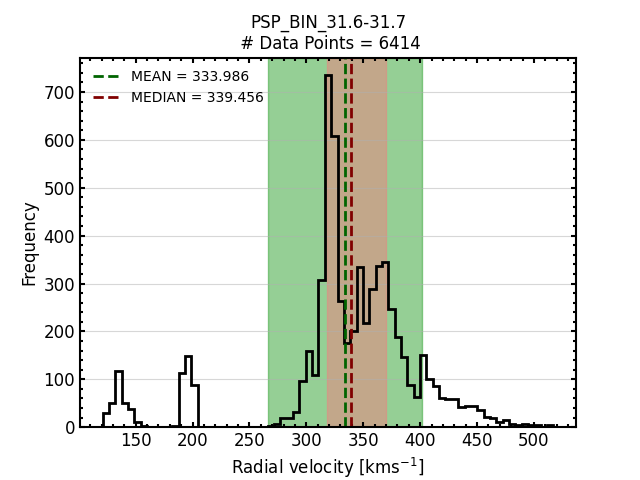 PSP_BIN_31.6-31.7
# Data Points = 6414
MEAN = 333.986
MEDIAN = 339.456
Frequency
700
600
500
400
300
200
100
0
150 200 250 300 350 400 450 500
Radial velocity [kms⁻¹]